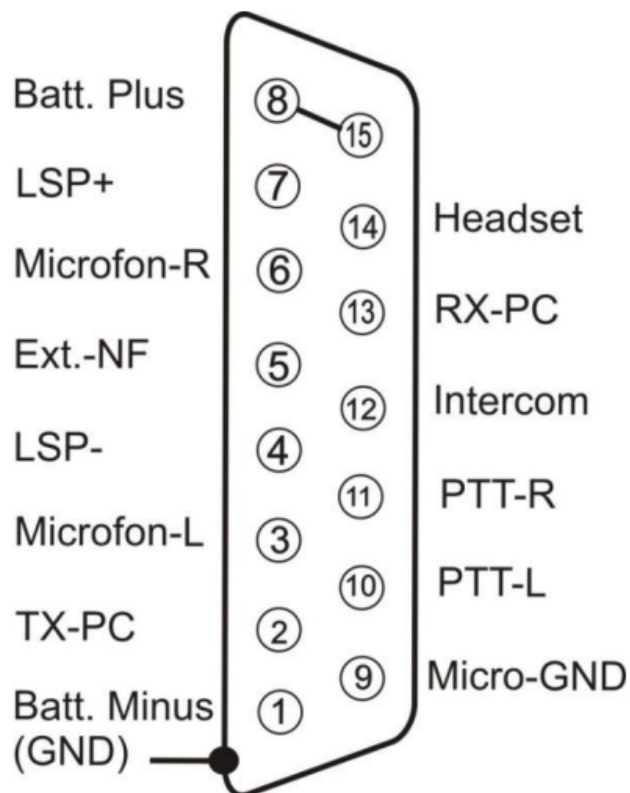 Batt. Plus
8
15
LSP+
7
14
Headset
Microfon-R
6
13
RX-PC
Ext.-NF
5
12
Intercom
LSP-
4
11
PTT-R
Microfon-L
3
10
PTT-L
TX-PC
2
9
Micro-GND
Batt. Minus
1
(GND)